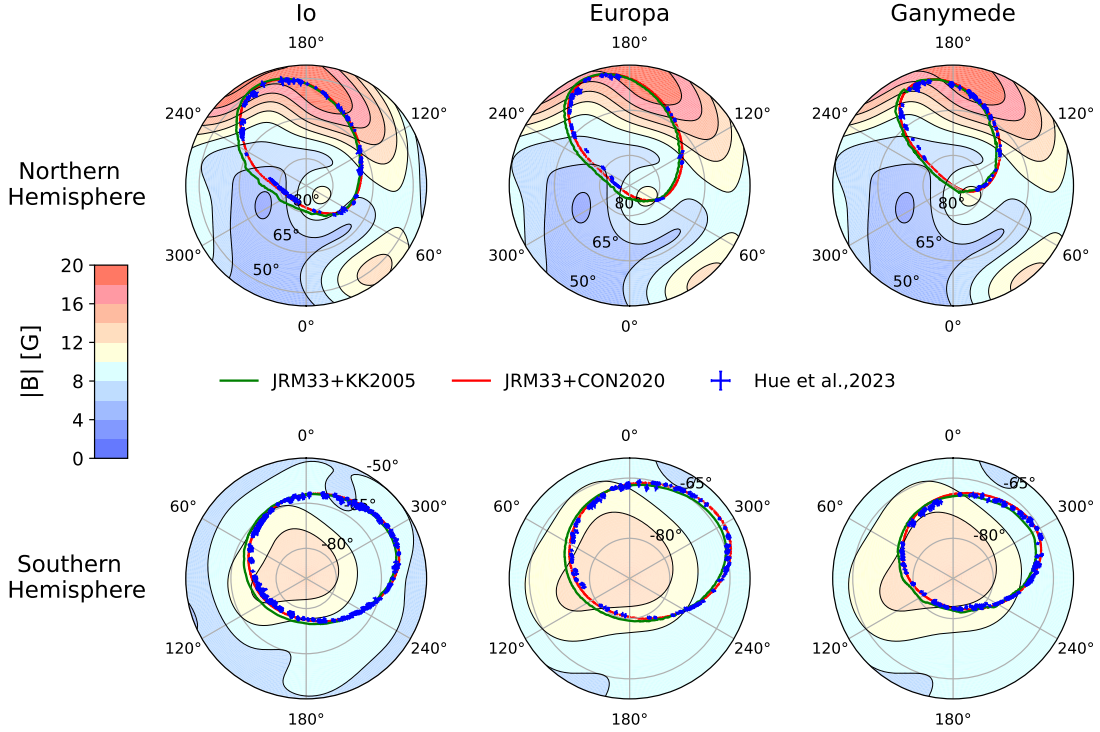 Io Europa Ganymede
180° 180° 180°
240° 120° 240° 120° 240° 120°
Northern
Hemisphere
80° 80° 80°
65° 65° 65°
300° 50° 60° 300° 50° 60° 300° 50° 60°
0° 0° 0°
|B| [G]
20
16
12
8
4
0
JRM33+KK2005 JRM33+CON2020 Hue et al.,2023
0° 0° 0°
-50° -65° -65°
60° -65° 300° 60° 300° 60° 300°
-80° -80° -80°
Southern
Hemisphere
120° 240° 120° 240° 120° 240°
180° 180° 180°